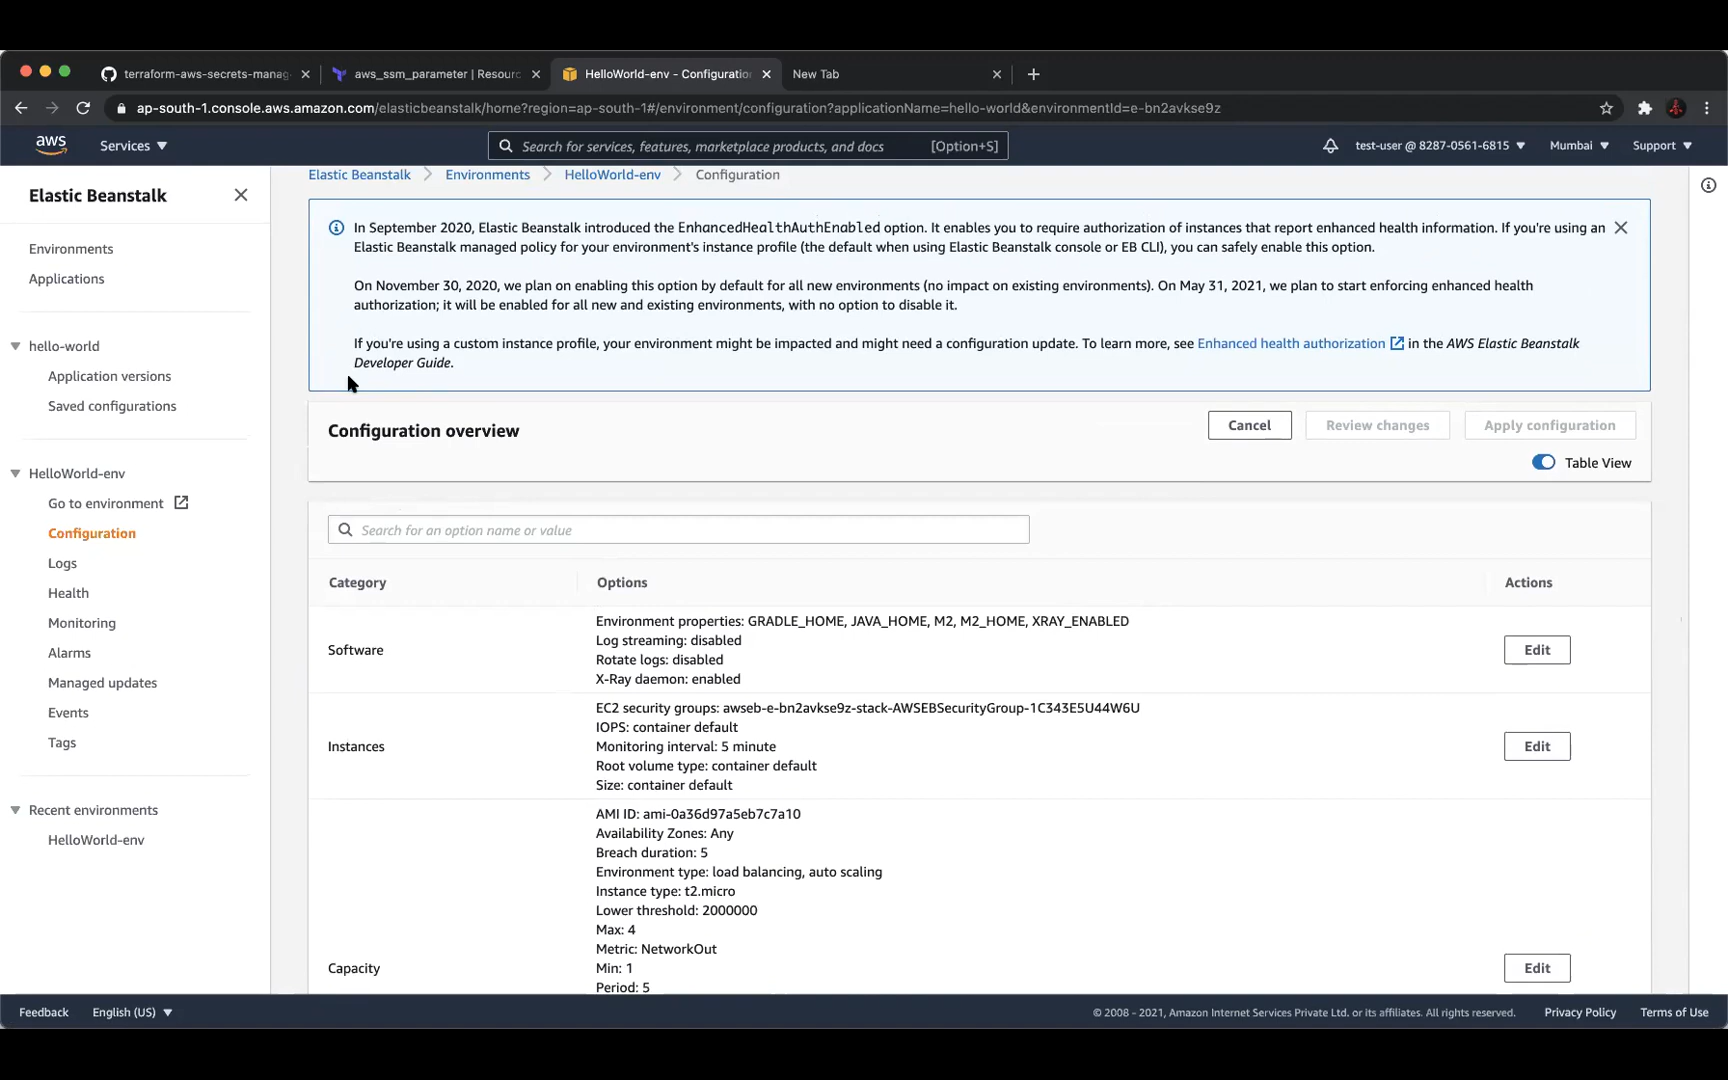 terraform-aws-secrets-manag
aws_ssm_parameter | Resourc
HelloWorld-env - Configuratio
New Tab
ap-south-1.console.aws.amazon.com/elasticbeanstalk/home?region=ap-south-1#/environment/configuration?applicationName=hello-world&environmentId=e-bn2avkse9z
aws
Services
Search for services, features, marketplace products, and docs
[Option+S]
test-user @ 8287-0561-6815
Mumbai
Support
Elastic Beanstalk
Environments
Applications
hello-world
Application versions
Saved configurations
HelloWorld-env
Go to environment
Configuration
Logs
Health
Monitoring
Alarms
Managed updates
Events
Tags
Recent environments
HelloWorld-env
Elastic Beanstalk
Environments
HelloWorld-env
Configuration
In September 2020, Elastic Beanstalk introduced the EnhancedHealthAuthEnabled option. It enables you to require authorization of instances that report enhanced health information. If you're using an
Elastic Beanstalk managed policy for your environment's instance profile (the default when using Elastic Beanstalk console or EB CLI), you can safely enable this option.
On November 30, 2020, we plan on enabling this option by default for all new environments (no impact on existing environments). On May 31, 2021, we plan to start enforcing enhanced health
authorization; it will be enabled for all new and existing environments, with no option to disable it.
If you're using a custom instance profile, your environment might be impacted and might need a configuration update. To learn more, see Enhanced health authorization in the AWS Elastic Beanstalk
Developer Guide.
Configuration overview
Cancel
Review changes
Apply configuration
Table View
Search for an option name or value
Category
Options
Actions
Software
Environment properties: GRADLE_HOME, JAVA_HOME, M2, M2_HOME, XRAY_ENABLED
Log streaming: disabled
Rotate logs: disabled
X-Ray daemon: enabled
Edit
Instances
EC2 security groups: awseb-e-bn2avkse9z-stack-AWSEBSecurityGroup-1C343E5U44W6U
IOPS: container default
Monitoring interval: 5 minute
Root volume type: container default
Size: container default
Edit
Capacity
AMI ID: ami-0a36d97a5eb7c7a10
Availability Zones: Any
Breach duration: 5
Environment type: load balancing, auto scaling
Instance type: t2.micro
Lower threshold: 2000000
Max: 4
Metric: NetworkOut
Min: 1
Period: 5
Edit
Feedback
English (US)
© 2008 - 2021, Amazon Internet Services Private Ltd. or its affiliates. All rights reserved.
Privacy Policy
Terms of Use